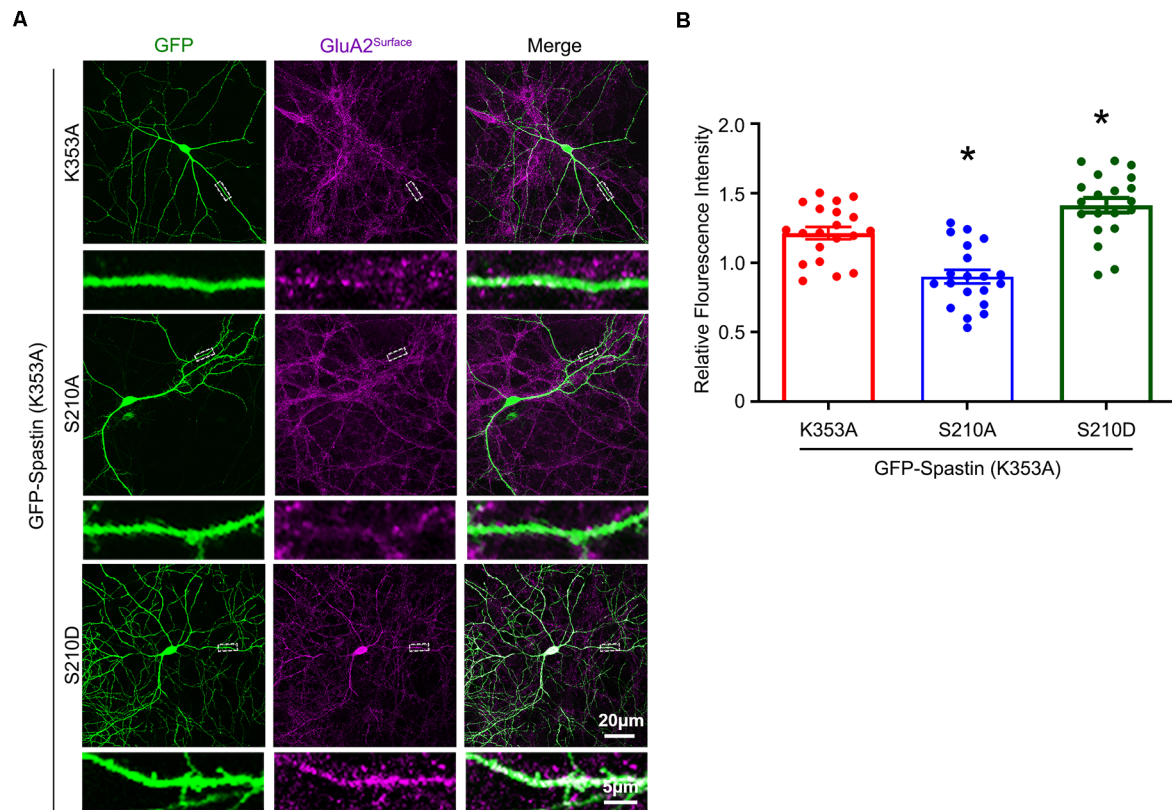 A
GFP
GluA2Surface
Merge
GFP-Spastin (K353A)
K353A
S210A
S210D
20μm
5μm
B
Relative Flourescence Intensity
2.0
*
*
1.5
1.0
0.5
0
K353A
S210A
S210D
GFP-Spastin (K353A)